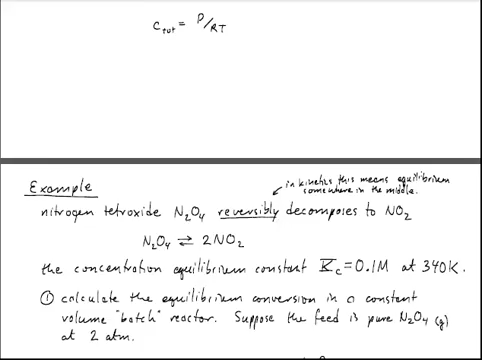 C_tot = P/RT
Example
in kinetics this means equilibrium
somewhere in the middle.
nitrogen tetroxide N₂O₄ reversibly decomposes to NO₂
N₂O₄ ⇄ 2NO₂
the concentration equilibrium constant K_c = 0.1M at 340K.
① calculate the equilibrium conversion in a constant
volume "batch" reactor. Suppose the feed is pure N₂O₄ (g)
at 2 atm.